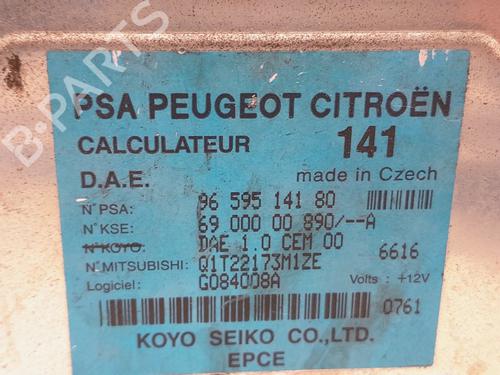 B-PARTS
PSA PEUGEOT CITROËN
CALCULATEUR 141
D.A.E. made in Czech
N°PSA: 96 595 141 80
N°KSE: 69 000 00 890/--A
N°KOYO: DAE 1.0 CEM 00 6616
N°MITSUBISHI: Q1T22173M1ZE
Logiciel: G084008A Volts : +12V
0761
KOYO SEIKO CO.,LTD.
EPCE